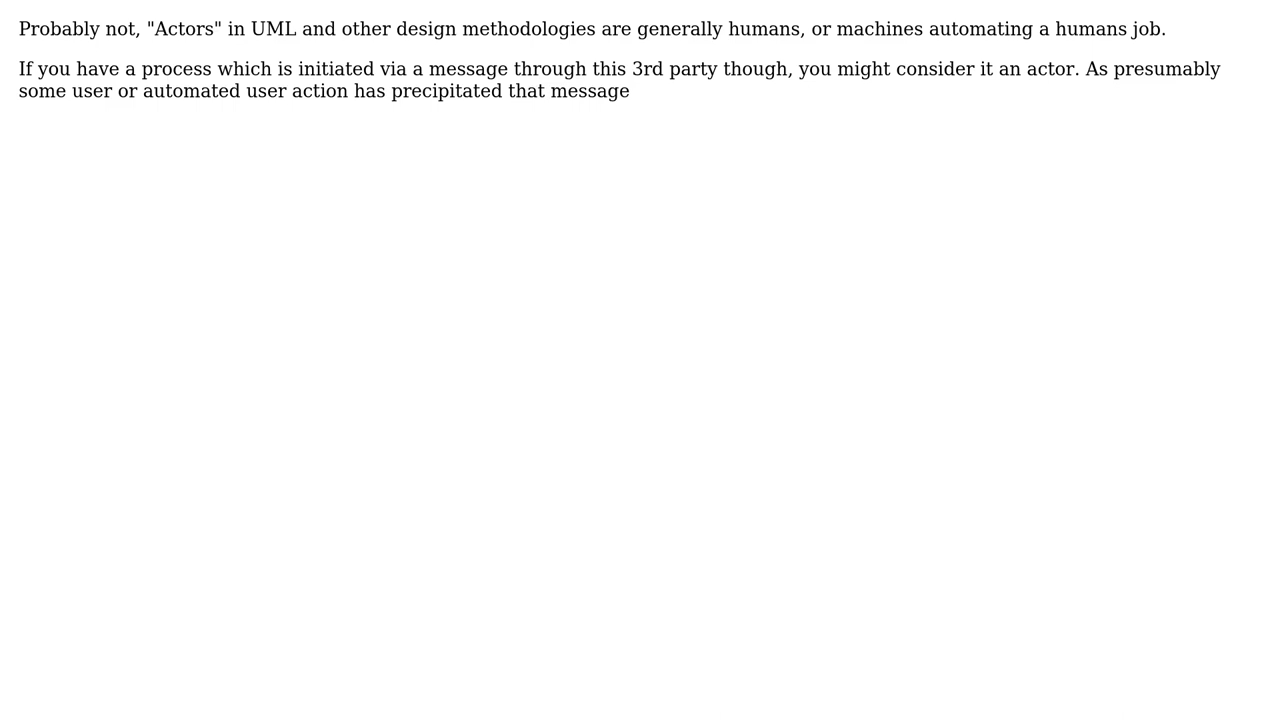 Probably not, "Actors" in UML and other design methodologies are generally humans, or machines automating a humans job.
If you have a process which is initiated via a message through this 3rd party though, you might consider it an actor. As presumably
some user or automated user action has precipitated that message